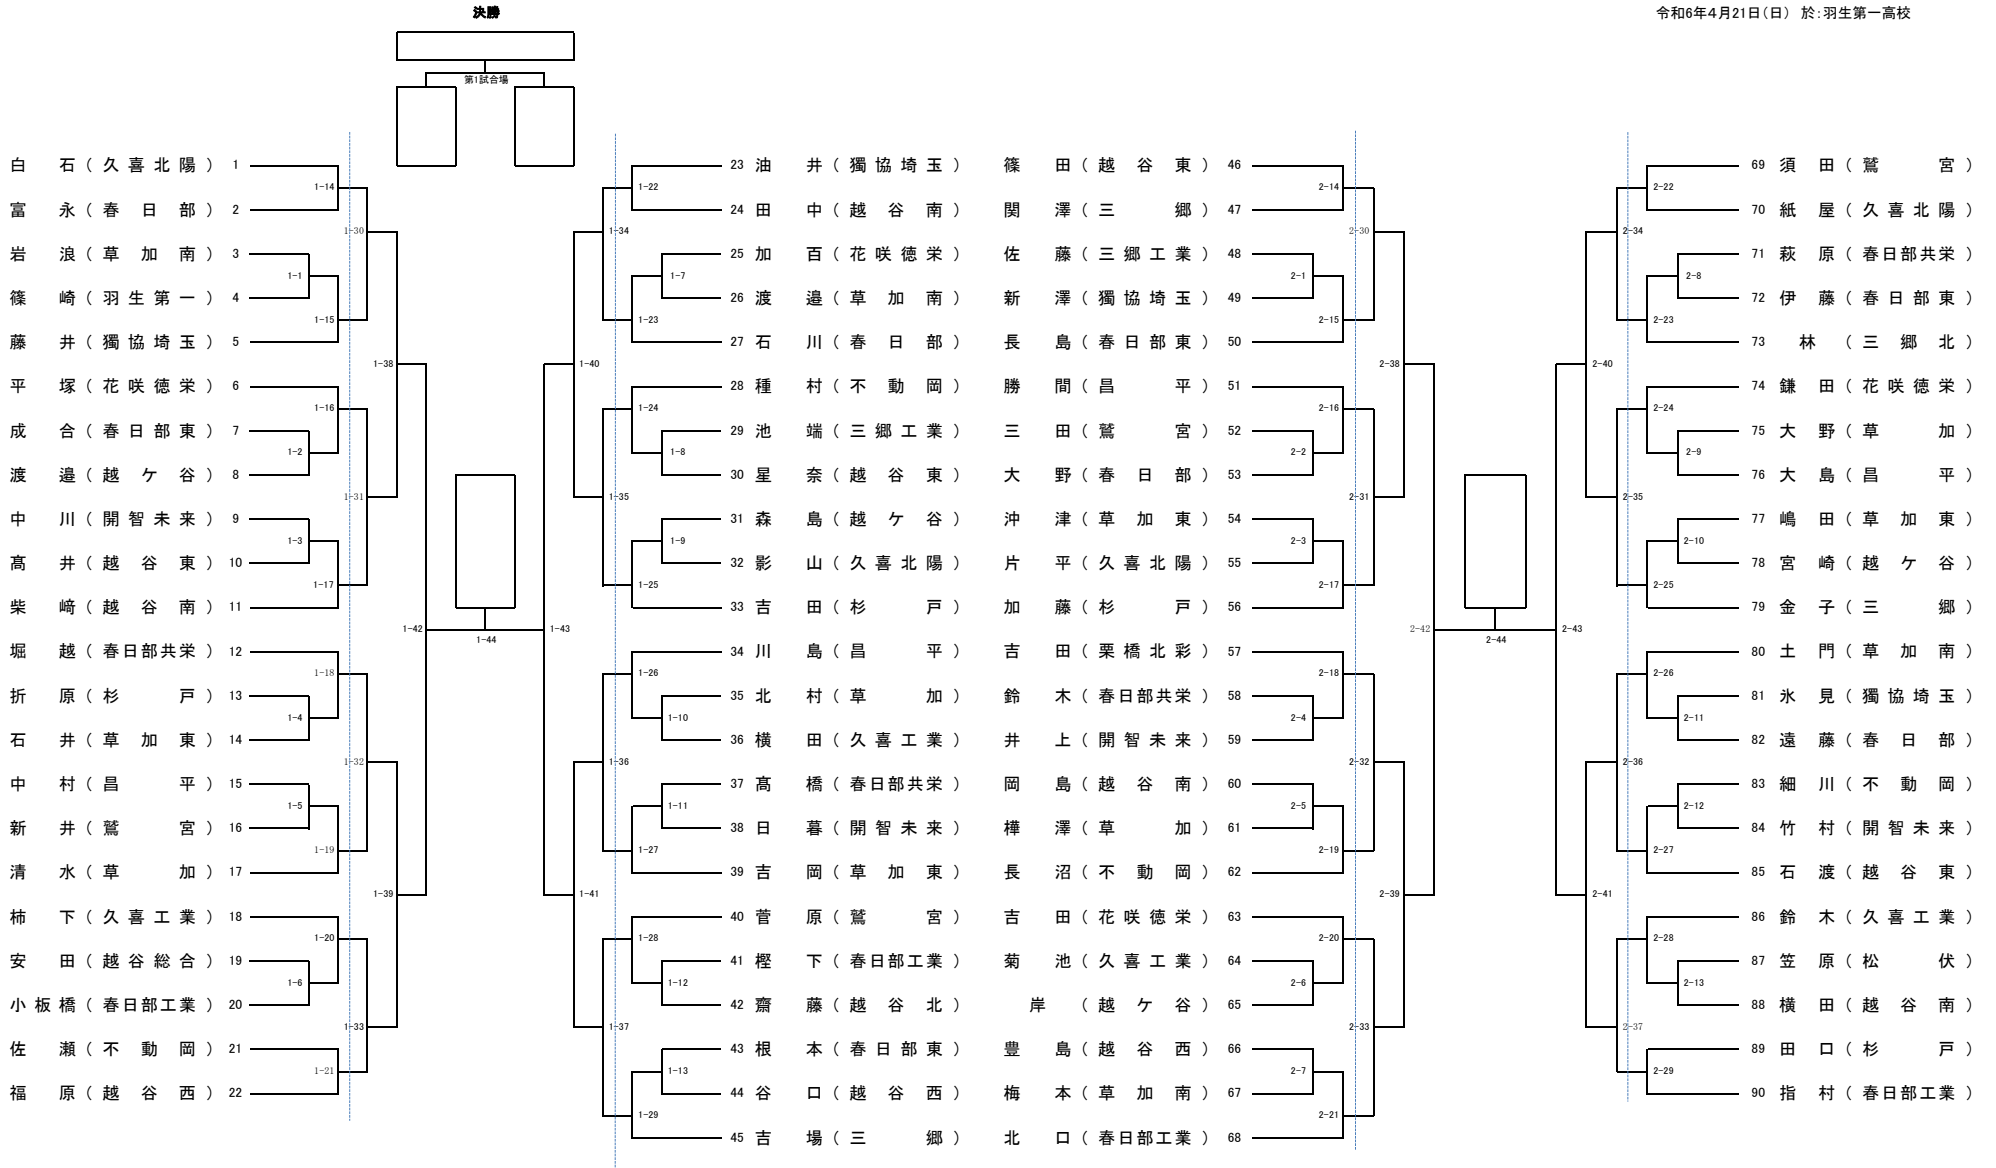 決勝
令和6年4月21日(日) 於:羽生第一高校
第1試合場
白石(久喜北陽) 1
富永(春日部) 2
岩浪(草加南) 3
篠崎(羽生第一) 4
藤井(獨協埼玉) 5
平塚(花咲徳栄) 6
成合(春日部東) 7
渡邉(越ケ谷) 8
中川(開智未来) 9
髙井(越谷東) 10
柴﨑(越谷南) 11
堀越(春日部共栄) 12
折原(杉戸) 13
石井(草加東) 14
中村(昌平) 15
新井(鷲宮) 16
清水(草加) 17
柿下(久喜工業) 18
安田(越谷総合) 19
小板橋(春日部工業) 20
佐瀬(不動岡) 21
福原(越谷西) 22
1-1
1-2
1-3
1-4
1-5
1-6
1-14
1-15
1-16
1-17
1-18
1-19
1-20
1-21
1-30
1-31
1-32
1-33
1-38
1-39
1-42
1-44
1-43
1-40
1-41
1-34
1-35
1-36
1-37
1-22
1-23
1-24
1-25
1-26
1-27
1-28
1-29
1-7
1-8
1-9
1-10
1-11
1-12
1-13
23 油井(獨協埼玉)
24 田中(越谷南)
25 加百(花咲徳栄)
26 渡邉(草加南)
27 石川(春日部)
28 種村(不動岡)
29 池端(三郷工業)
30 星奈(越谷東)
31 森島(越ケ谷)
32 影山(久喜北陽)
33 吉田(杉戸)
34 川島(昌平)
35 北村(草加)
36 横田(久喜工業)
37 髙橋(春日部共栄)
38 日暮(開智未来)
39 吉岡(草加東)
40 菅原(鷲宮)
41 樫下(春日部工業)
42 齋藤(越谷北)
43 根本(春日部東)
44 谷口(越谷西)
45 吉場(三郷)
篠田(越谷東) 46
関澤(三郷) 47
佐藤(三郷工業) 48
新澤(獨協埼玉) 49
長島(春日部東) 50
勝間(昌平) 51
三田(鷲宮) 52
大野(春日部) 53
沖津(草加東) 54
片平(久喜北陽) 55
加藤(杉戸) 56
吉田(栗橋北彩) 57
鈴木(春日部共栄) 58
井上(開智未来) 59
岡島(越谷南) 60
樺澤(草加) 61
長沼(不動岡) 62
吉田(花咲徳栄) 63
菊池(久喜工業) 64
岸(越ケ谷) 65
豊島(越谷西) 66
梅本(草加南) 67
北口(春日部工業) 68
2-1
2-2
2-3
2-4
2-5
2-6
2-7
2-14
2-15
2-16
2-17
2-18
2-19
2-20
2-21
2-30
2-31
2-32
2-33
2-38
2-39
2-42
2-44
2-43
2-40
2-41
2-34
2-35
2-36
2-37
2-22
2-23
2-24
2-25
2-26
2-27
2-28
2-29
2-8
2-9
2-10
2-11
2-12
2-13
69 須田(鷲宮)
70 紙屋(久喜北陽)
71 萩原(春日部共栄)
72 伊藤(春日部東)
73 林(三郷北)
74 鎌田(花咲徳栄)
75 大野(草加)
76 大島(昌平)
77 嶋田(草加東)
78 宮崎(越ケ谷)
79 金子(三郷)
80 土門(草加南)
81 氷見(獨協埼玉)
82 遠藤(春日部)
83 細川(不動岡)
84 竹村(開智未来)
85 石渡(越谷東)
86 鈴木(久喜工業)
87 笠原(松伏)
88 横田(越谷南)
89 田口(杉戸)
90 指村(春日部工業)